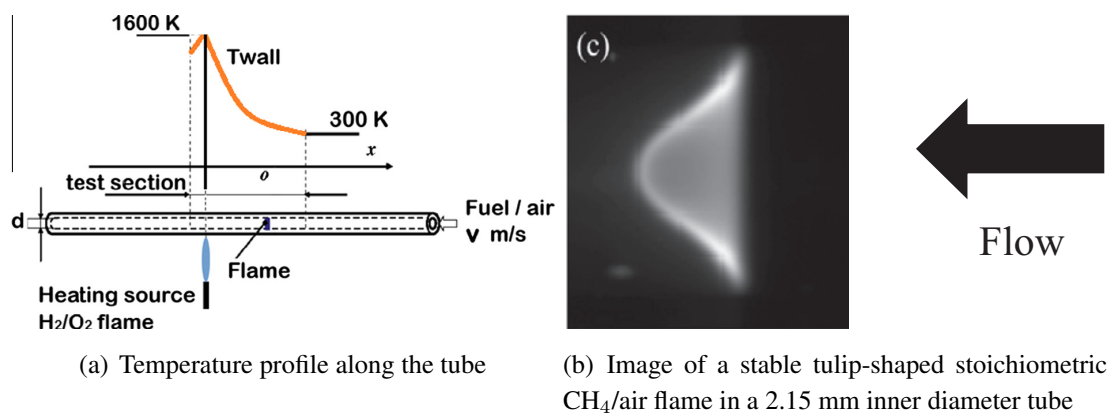 1600 K
Twall
300 K
x
o
test section
d
Fuel / air
v m/s
Flame
Heating source
H₂/O₂ flame
(a) Temperature profile along the tube
(c)
Flow
(b) Image of a stable tulip-shaped stoichiometric
CH₄/air flame in a 2.15 mm inner diameter tube